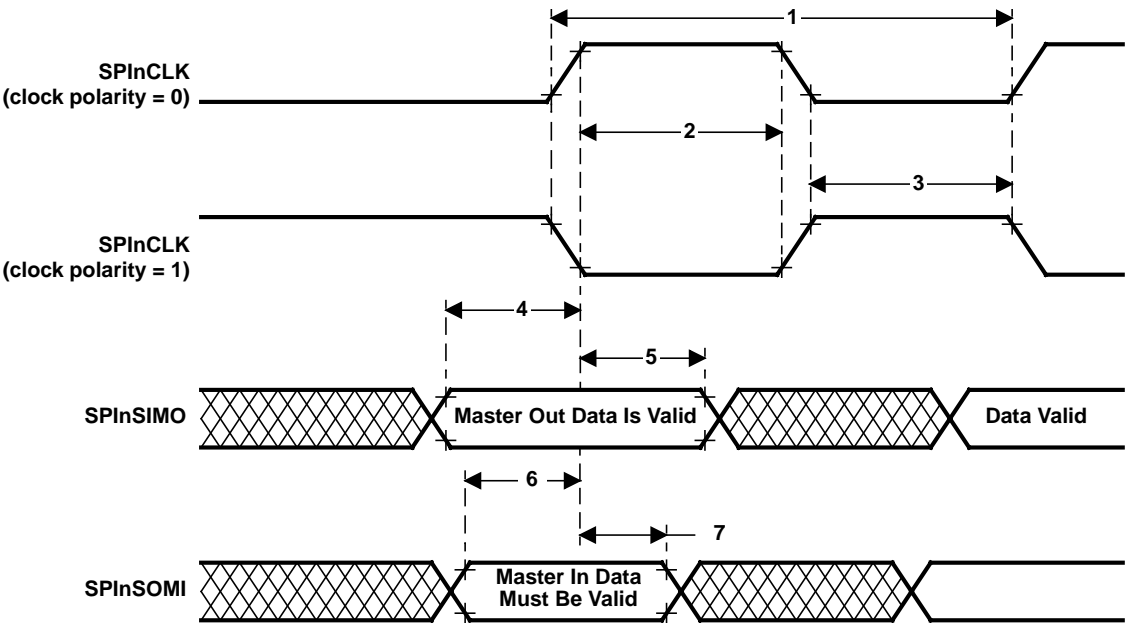 1
SPInCLK
(clock polarity = 0)
2
3
SPInCLK
(clock polarity = 1)
4
5
SPInSIMO
Master Out Data Is Valid
Data Valid
6
7
SPInSOMI
Master In Data
Must Be Valid